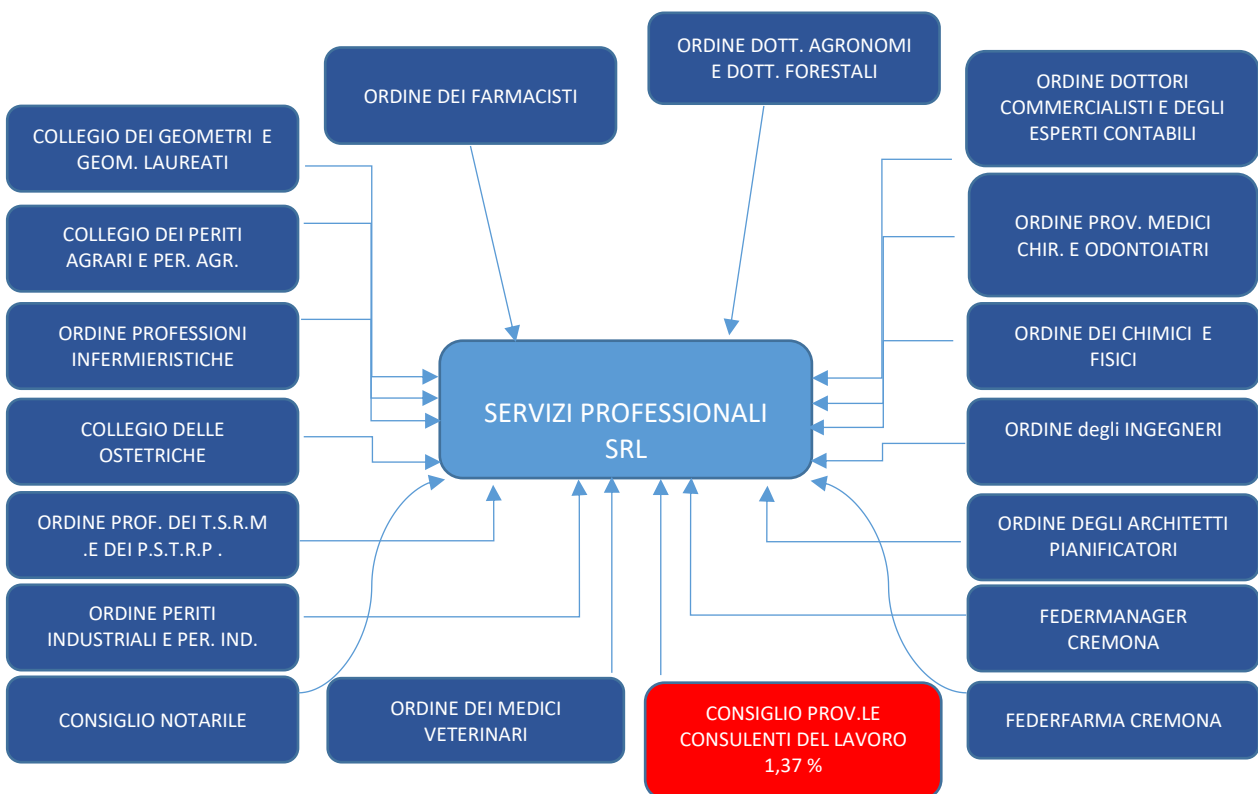 ORDINE DEI FARMACISTI
ORDINE DOTT. AGRONOMI
E DOTT. FORESTALI
ORDINE DOTTORI
COMMERCIALISTI E DEGLI
ESPERTI CONTABILI
COLLEGIO DEI GEOMETRI E
GEOM. LAUREATI
COLLEGIO DEI PERITI
AGRARI E PER. AGR.
ORDINE PROV. MEDICI
CHIR. E ODONTOIATRI
ORDINE PROFESSIONI
INFERMIERISTICHE
ORDINE DEI CHIMICI E
FISICI
SERVIZI PROFESSIONALI
SRL
COLLEGIO DELLE
OSTETRICHE
ORDINE degli INGEGNERI
ORDINE PROF. DEI T.S.R.M
.E DEI P.S.T.R.P .
ORDINE DEGLI ARCHITETTI
PIANIFICATORI
ORDINE PERITI
INDUSTRIALI E PER. IND.
FEDERMANAGER
CREMONA
CONSIGLIO NOTARILE
ORDINE DEI MEDICI
VETERINARI
CONSIGLIO PROV.LE
CONSULENTI DEL LAVORO
1,37 %
FEDERFARMA CREMONA